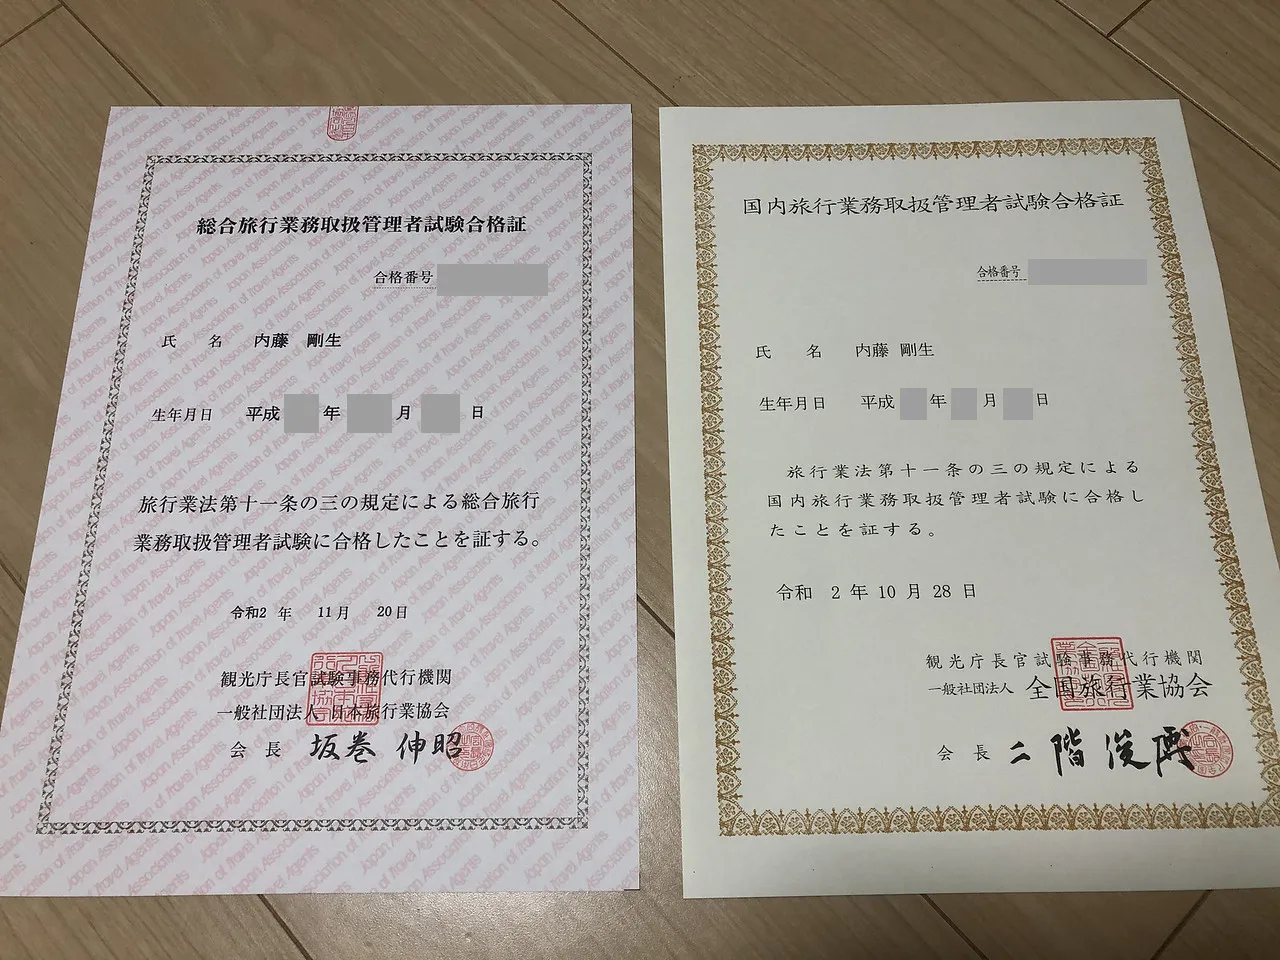 総合旅行業務取扱管理者試験合格証
合格番号
氏 名 内藤 剛生
生年月日 平成 年 月 日
旅行業法第十一条の三の規定による総合旅行
業務取扱管理者試験に合格したことを証する。
令和2 年 11月 20日
観光庁長官試験事務代行機関
一般社団法人 日本旅行業協会
会 長 坂巻 伸昭
Japan Association of Travel Agents
国内旅行業務取扱管理者試験合格証
合格番号
氏 名 内藤 剛生
生年月日 平成 年 月 日
旅行業法第十一条の三の規定による
国内旅行業務取扱管理者試験に合格し
たことを証する。
令和 2 年 10 月 28 日
観光庁長官試験事務代行機関
一般社団法人 全国旅行業協会
会 長 二階 俊博